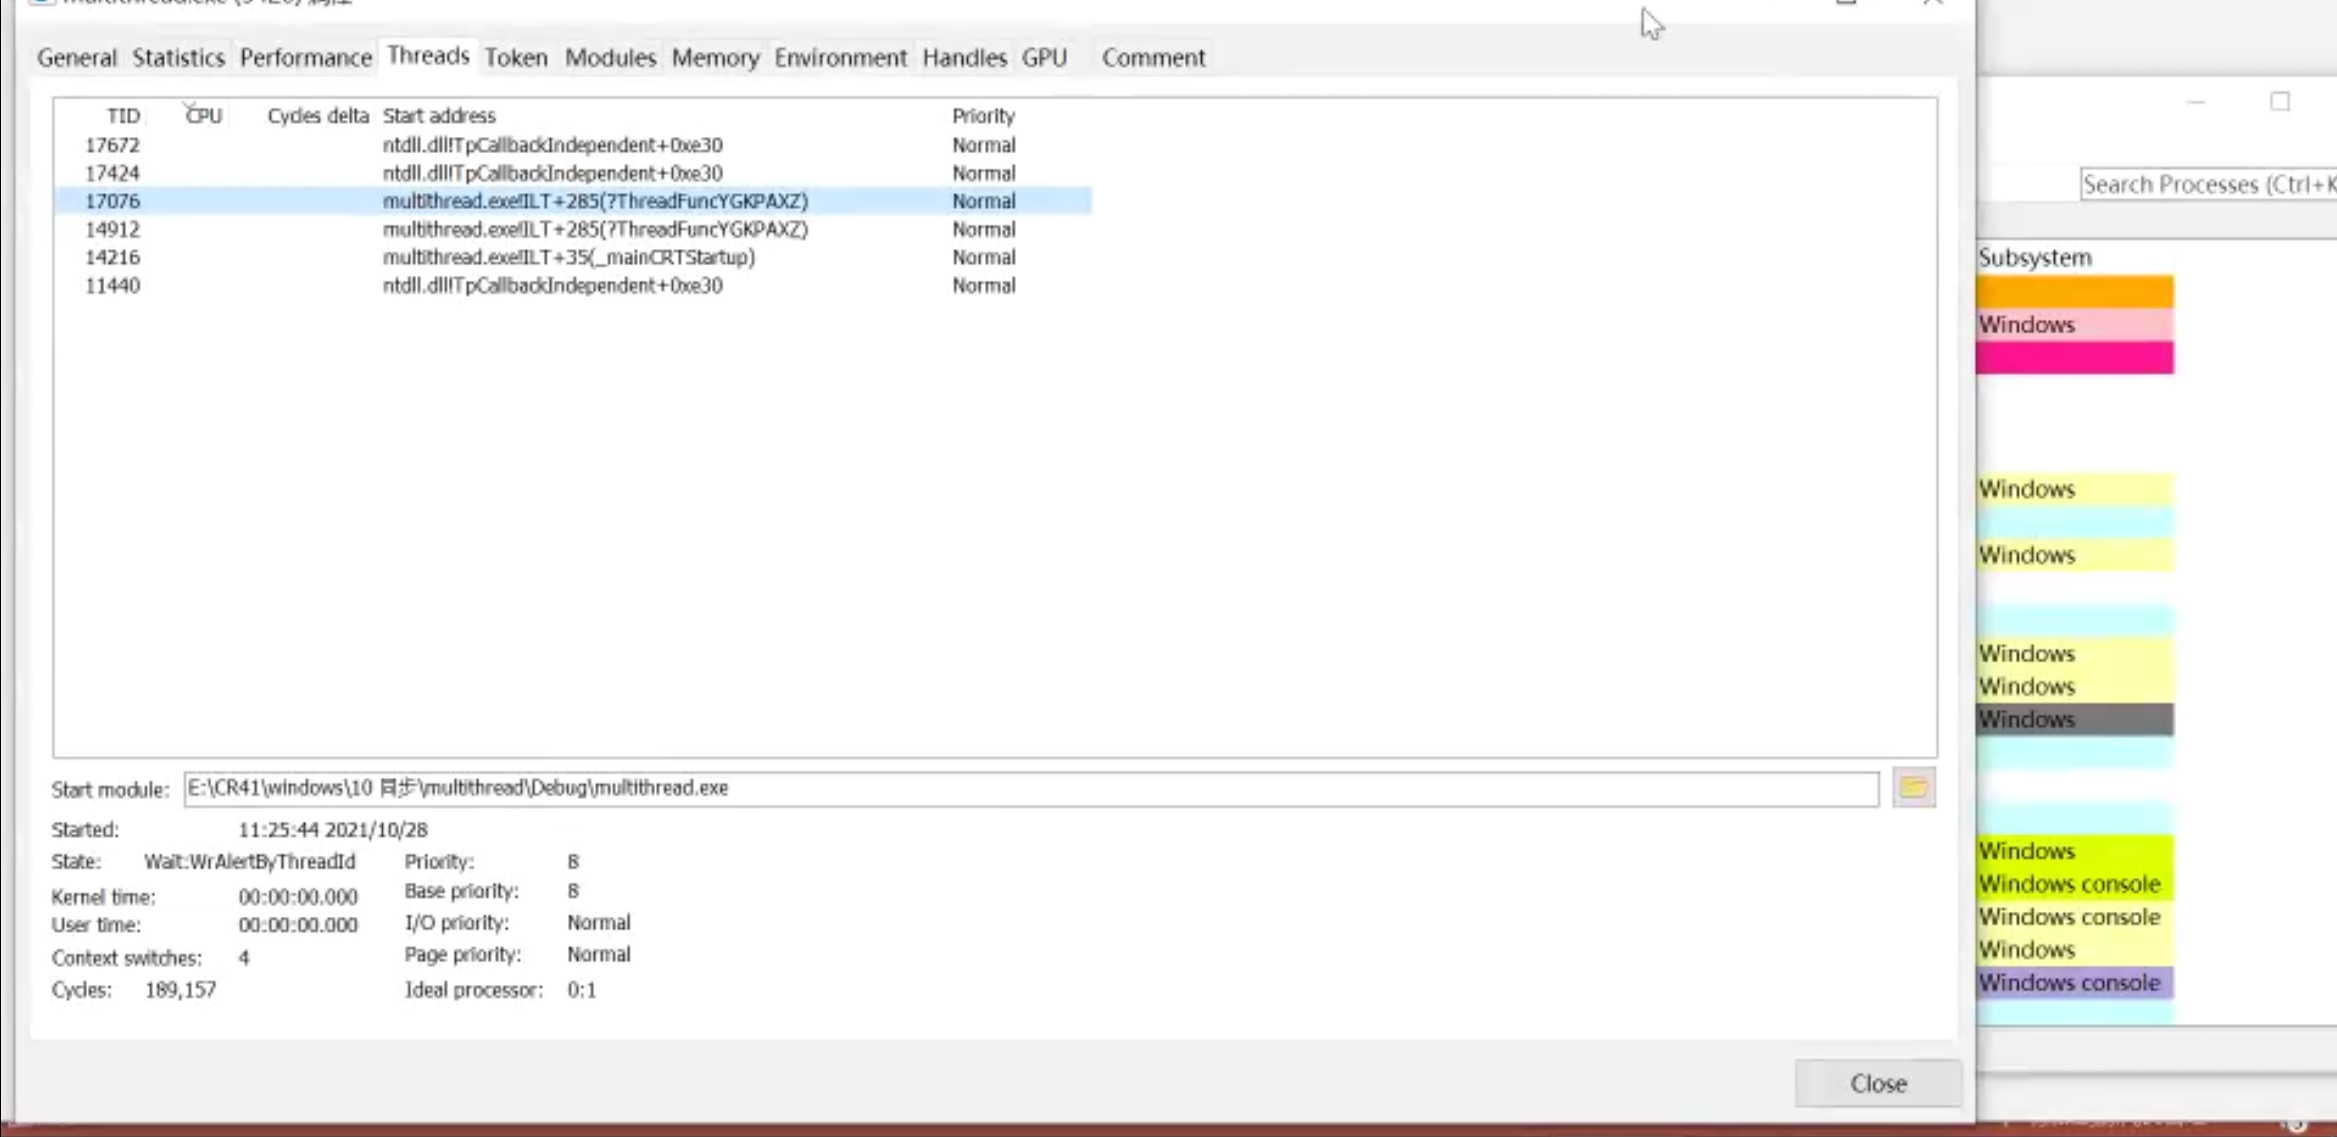 General Statistics Performance Threads Token Modules Memory Environment Handles GPU Comment
TID CPU Cycles delta Start address Priority
17672 ntdll.dll!TpCallbackIndependent+0xe30 Normal
17424 ntdll.dll!TpCallbackIndependent+0xe30 Normal
17076 multithread.exe!ILT+285(?ThreadFuncYGKPAXZ) Normal
14912 multithread.exe!ILT+285(?ThreadFuncYGKPAXZ) Normal
14216 multithread.exe!ILT+35(_mainCRTStartup) Normal
11440 ntdll.dll!TpCallbackIndependent+0xe30 Normal
Start module: E:\CR41\windows\10 同步\multithread\Debug\multithread.exe
Started: 11:25:44 2021/10/28
State: Wait:WrAlertByThreadId Priority: 8
Kernel time: 00:00:00.000 Base priority: 8
User time: 00:00:00.000 I/O priority: Normal
Context switches: 4 Page priority: Normal
Cycles: 189,157 Ideal processor: 0:1
Close
Search Processes (Ctrl+K
Subsystem
Windows
Windows
Windows
Windows
Windows
Windows
Windows
Windows console
Windows console
Windows
Windows console